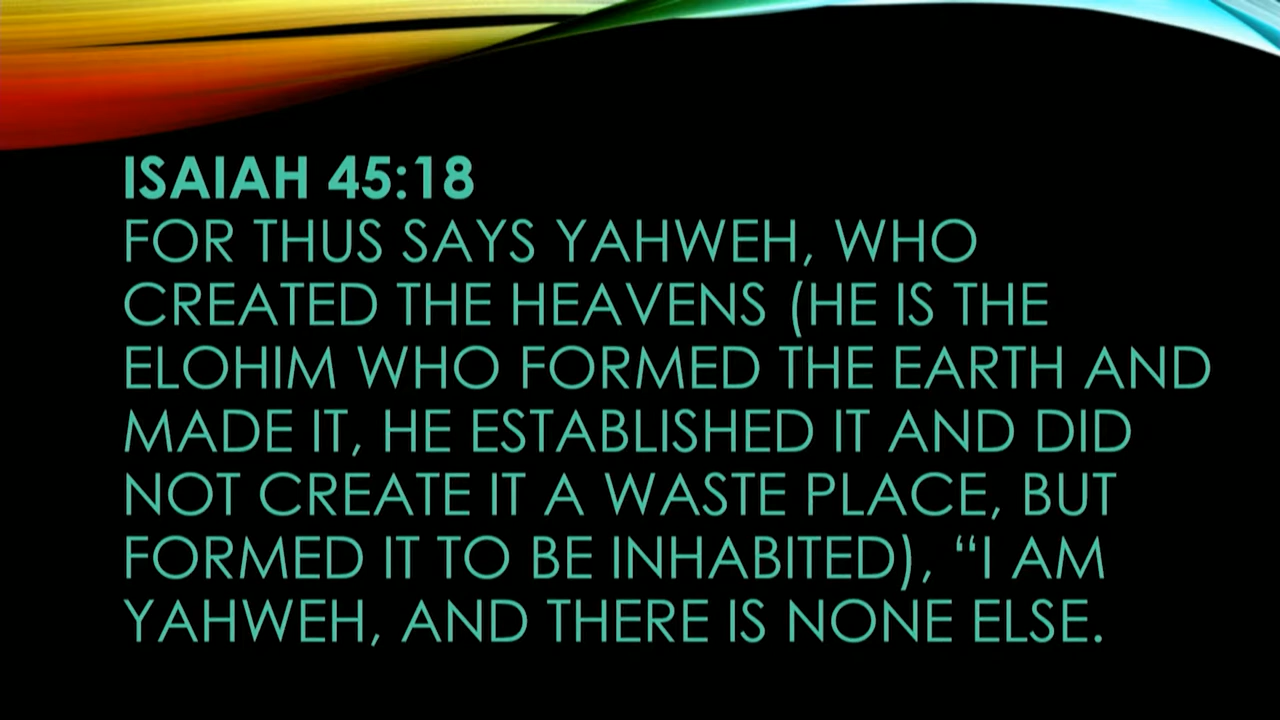 ISAIAH 45:18
FOR THUS SAYS YAHWEH, WHO
CREATED THE HEAVENS (HE IS THE
ELOHIM WHO FORMED THE EARTH AND
MADE IT, HE ESTABLISHED IT AND DID
NOT CREATE IT A WASTE PLACE, BUT
FORMED IT TO BE INHABITED), “I AM
YAHWEH, AND THERE IS NONE ELSE.